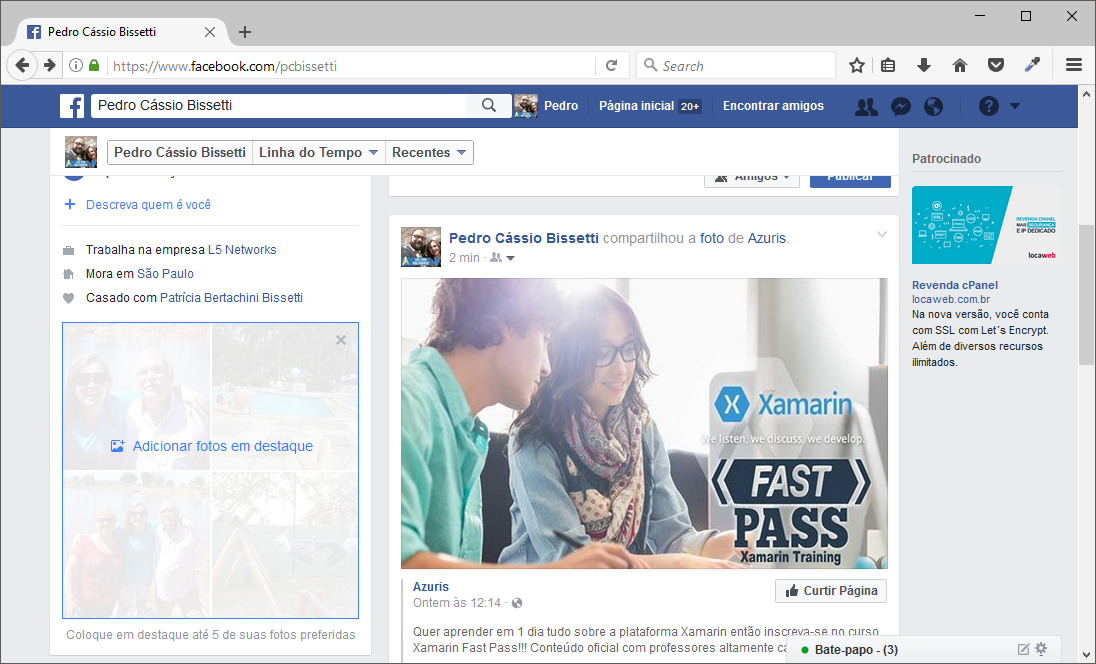 Pedro Cássio Bissetti
https://www.facebook.com/pcbissetti
Search
Pedro Cássio Bissetti
Pedro
Página inicial 20+
Encontrar amigos
Pedro Cássio Bissetti
Linha do Tempo
Recentes
Amigos
Publicar
Descreva quem é você
Trabalha na empresa L5 Networks
Mora em São Paulo
Casado com Patrícia Bertachini Bissetti
Adicionar fotos em destaque
Coloque em destaque até 5 de suas fotos preferidas
Pedro Cássio Bissetti compartilhou a foto de Azuris.
2 min
Xamarin
We listen, we discuss, we develop.
FAST
PASS
Xamarin Training
Azuris
Ontem às 12:14
Curtir Página
Quer aprender em 1 dia tudo sobre a plataforma Xamarin então inscreva-se no curso
Xamarin Fast Pass!!! Conteúdo oficial com professores altamente
Patrocinado
REVENDA CPANEL
MAIS SEGURANÇA
E IP DEDICADO
locaweb
Revenda cPanel
locaweb.com.br
Na nova versão, você conta
com SSL com Let´s Encrypt.
Além de diversos recursos
ilimitados.
Bate-papo - (3)